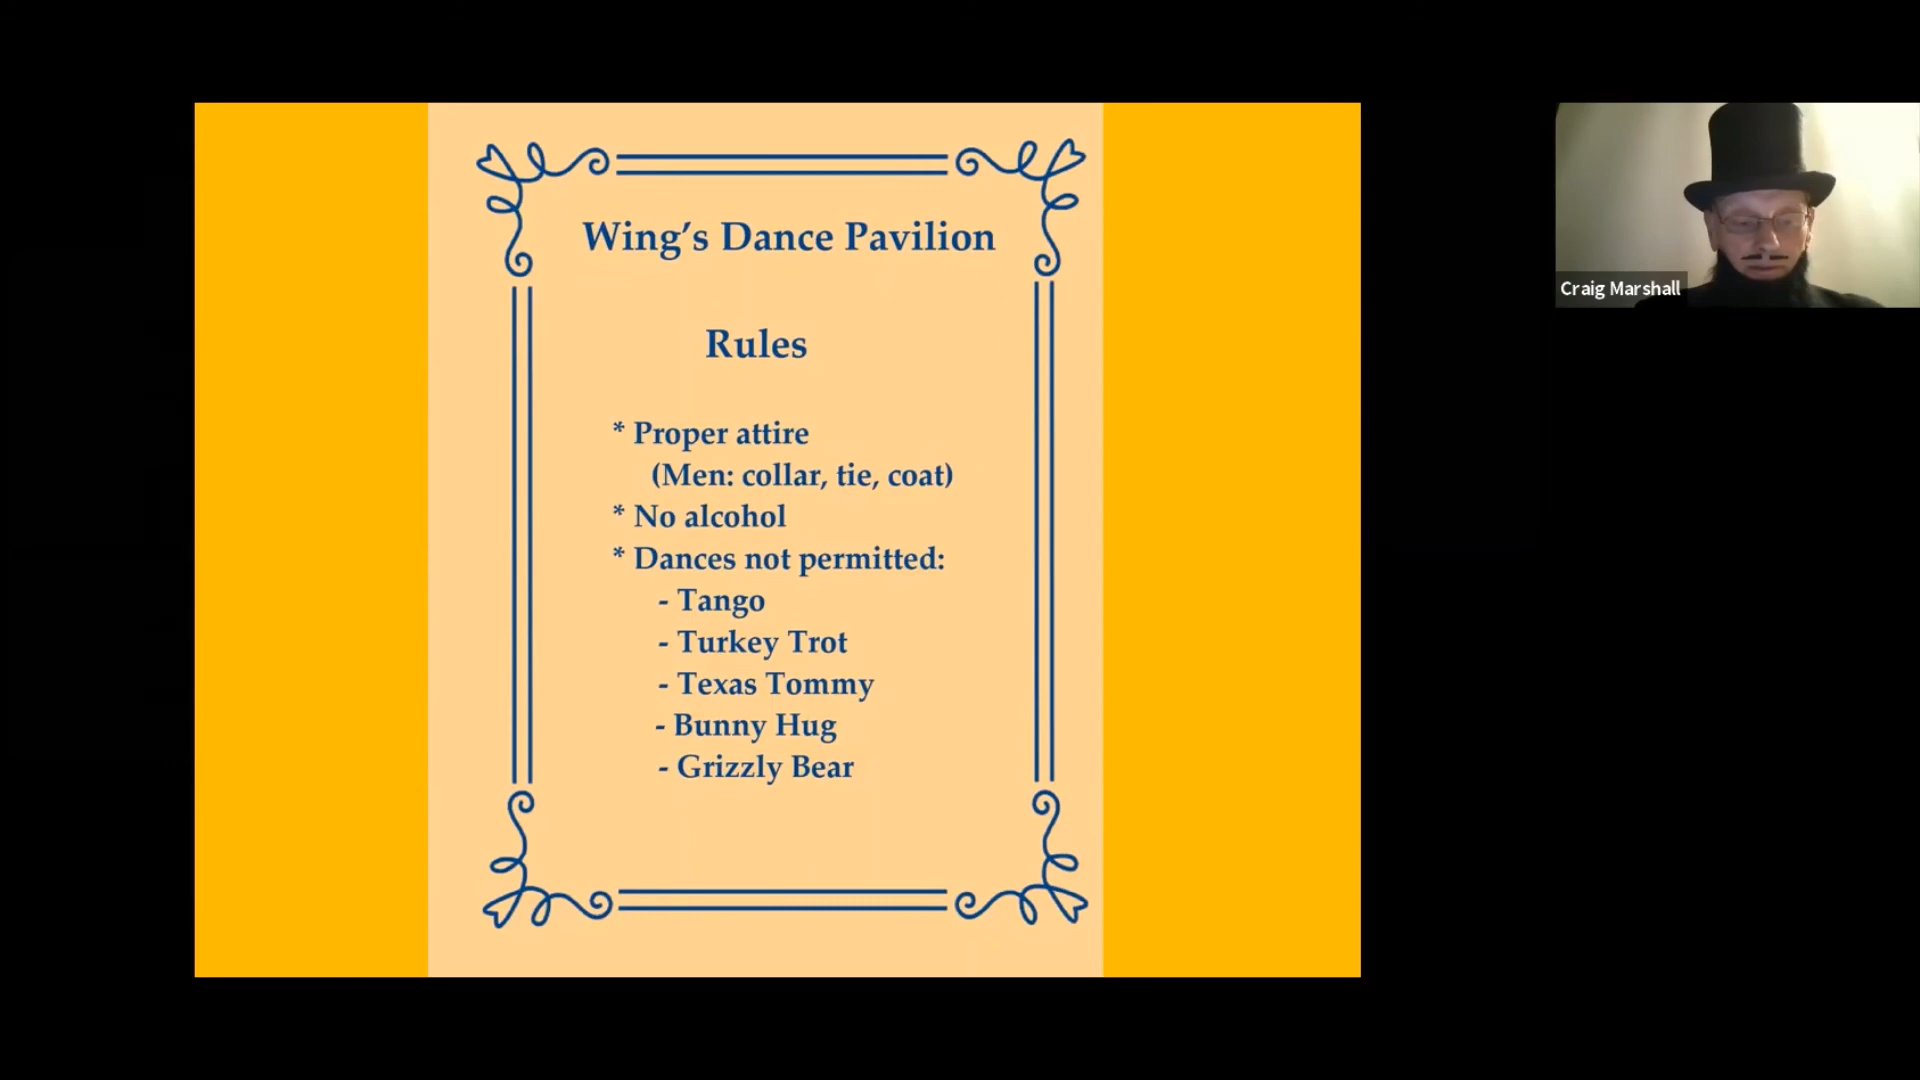 Wing's Dance Pavilion
Rules
* Proper attire
(Men: collar, tie, coat)
* No alcohol
* Dances not permitted:
- Tango
- Turkey Trot
- Texas Tommy
- Bunny Hug
- Grizzly Bear
Craig Marshall